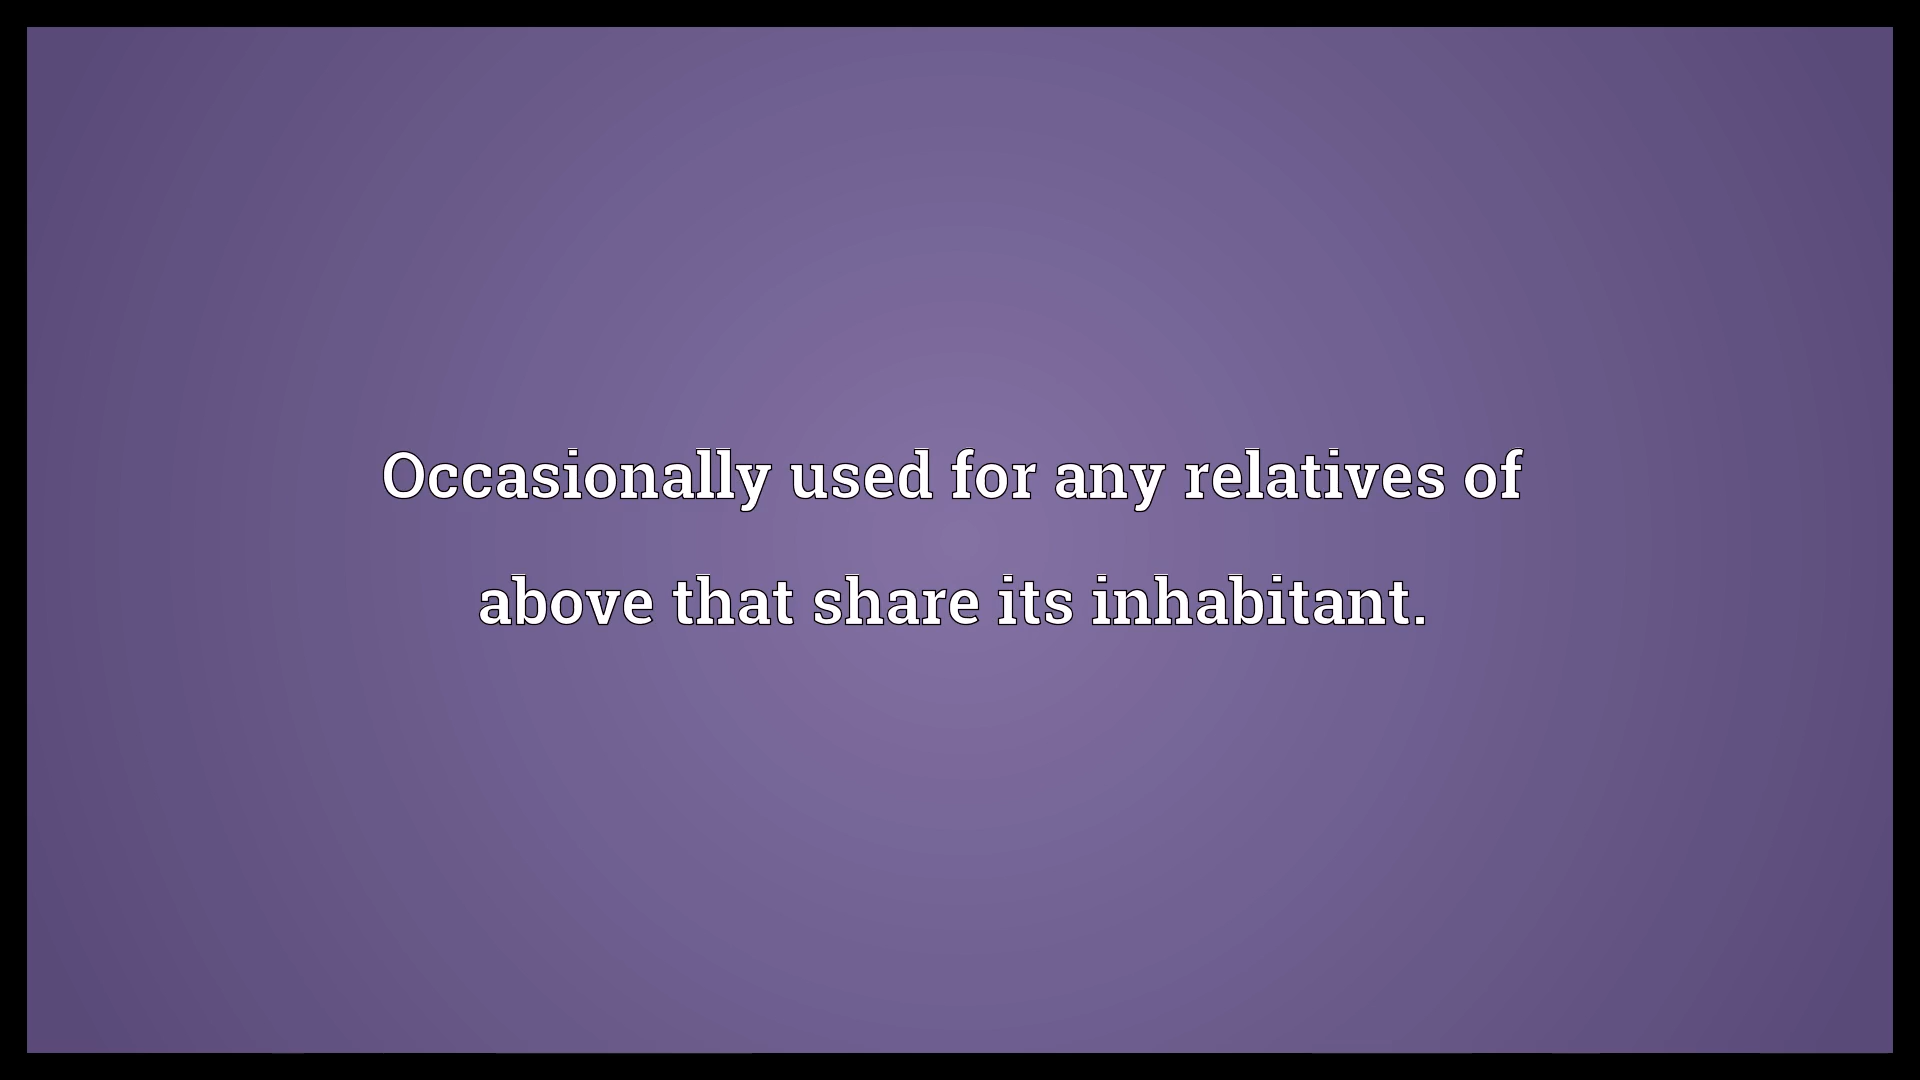 Occasionally used for any relatives of
above that share its inhabitant.